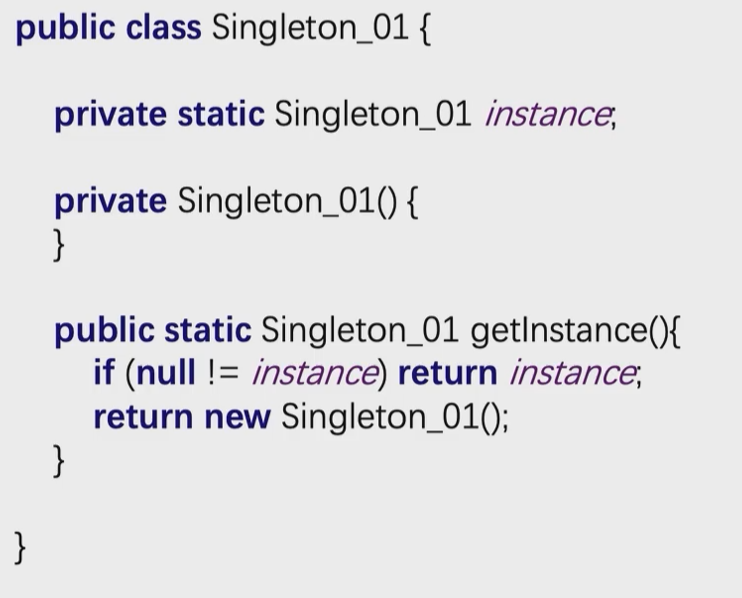 public class Singleton_01 {
private static Singleton_01 instance;
private Singleton_01() {
}
public static Singleton_01 getInstance(){
if (null != instance) return instance;
return new Singleton_01();
}
}